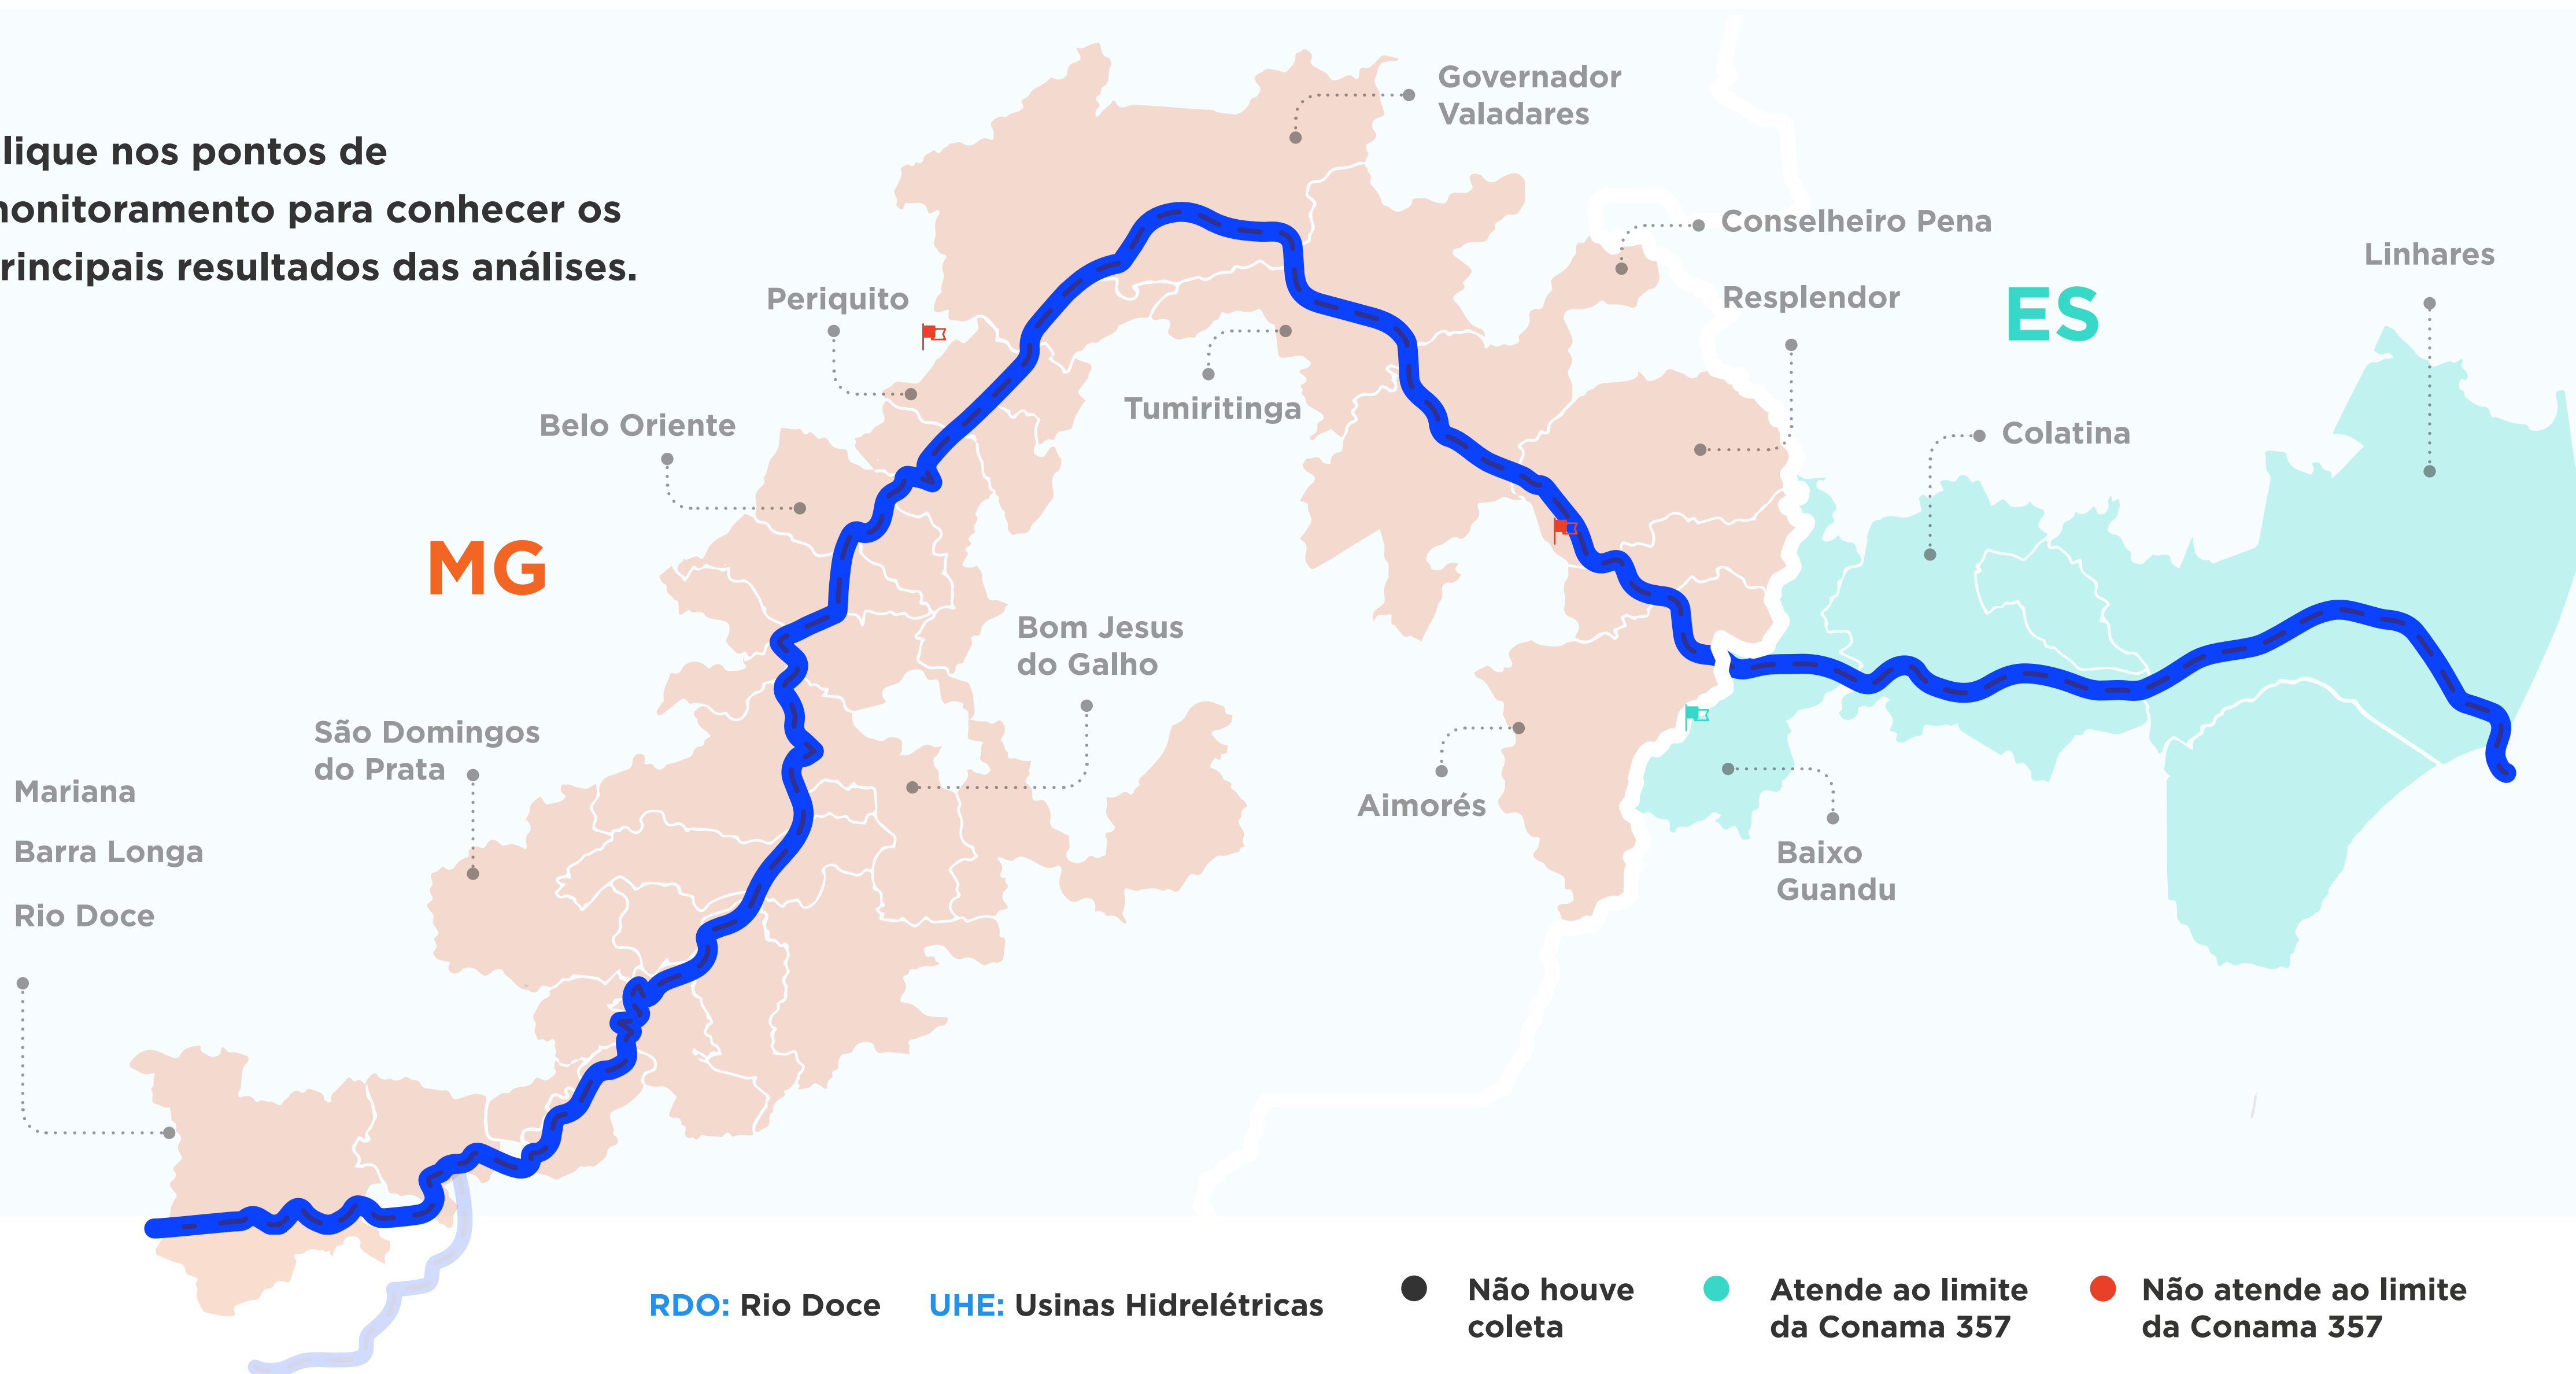 lique nos pontos de
onitoramento para conhecer os
rincipais resultados das análises.
Governador
Valadares
Conselheiro Pena
Resplendor
Linhares
ES
Periquito
Tumiritinga
Belo Oriente
Colatina
MG
Bom Jesus
do Galho
São Domingos
do Prata
Mariana
Barra Longa
Rio Doce
Aimorés
Baixo
Guandu
RDO: Rio Doce
UHE: Usinas Hidrelétricas
Não houve
coleta
Atende ao limite
da Conama 357
Não atende ao limite
da Conama 357